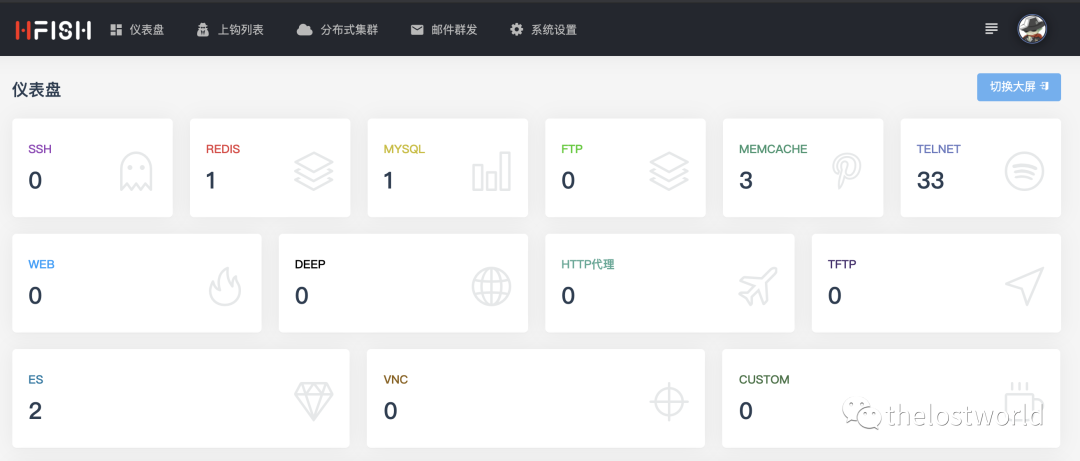 HFISH 仪表盘 上钩列表 分布式集群 邮件群发 系统设置
仪表盘 切换大屏
SSH REDIS MYSQL FTP MEMCACHE TELNET
0 1 1 0 3 33
WEB DEEP HTTP代理 TFTP
0 0 0 0
ES VNC CUSTOM
2 0 0
thelostworld